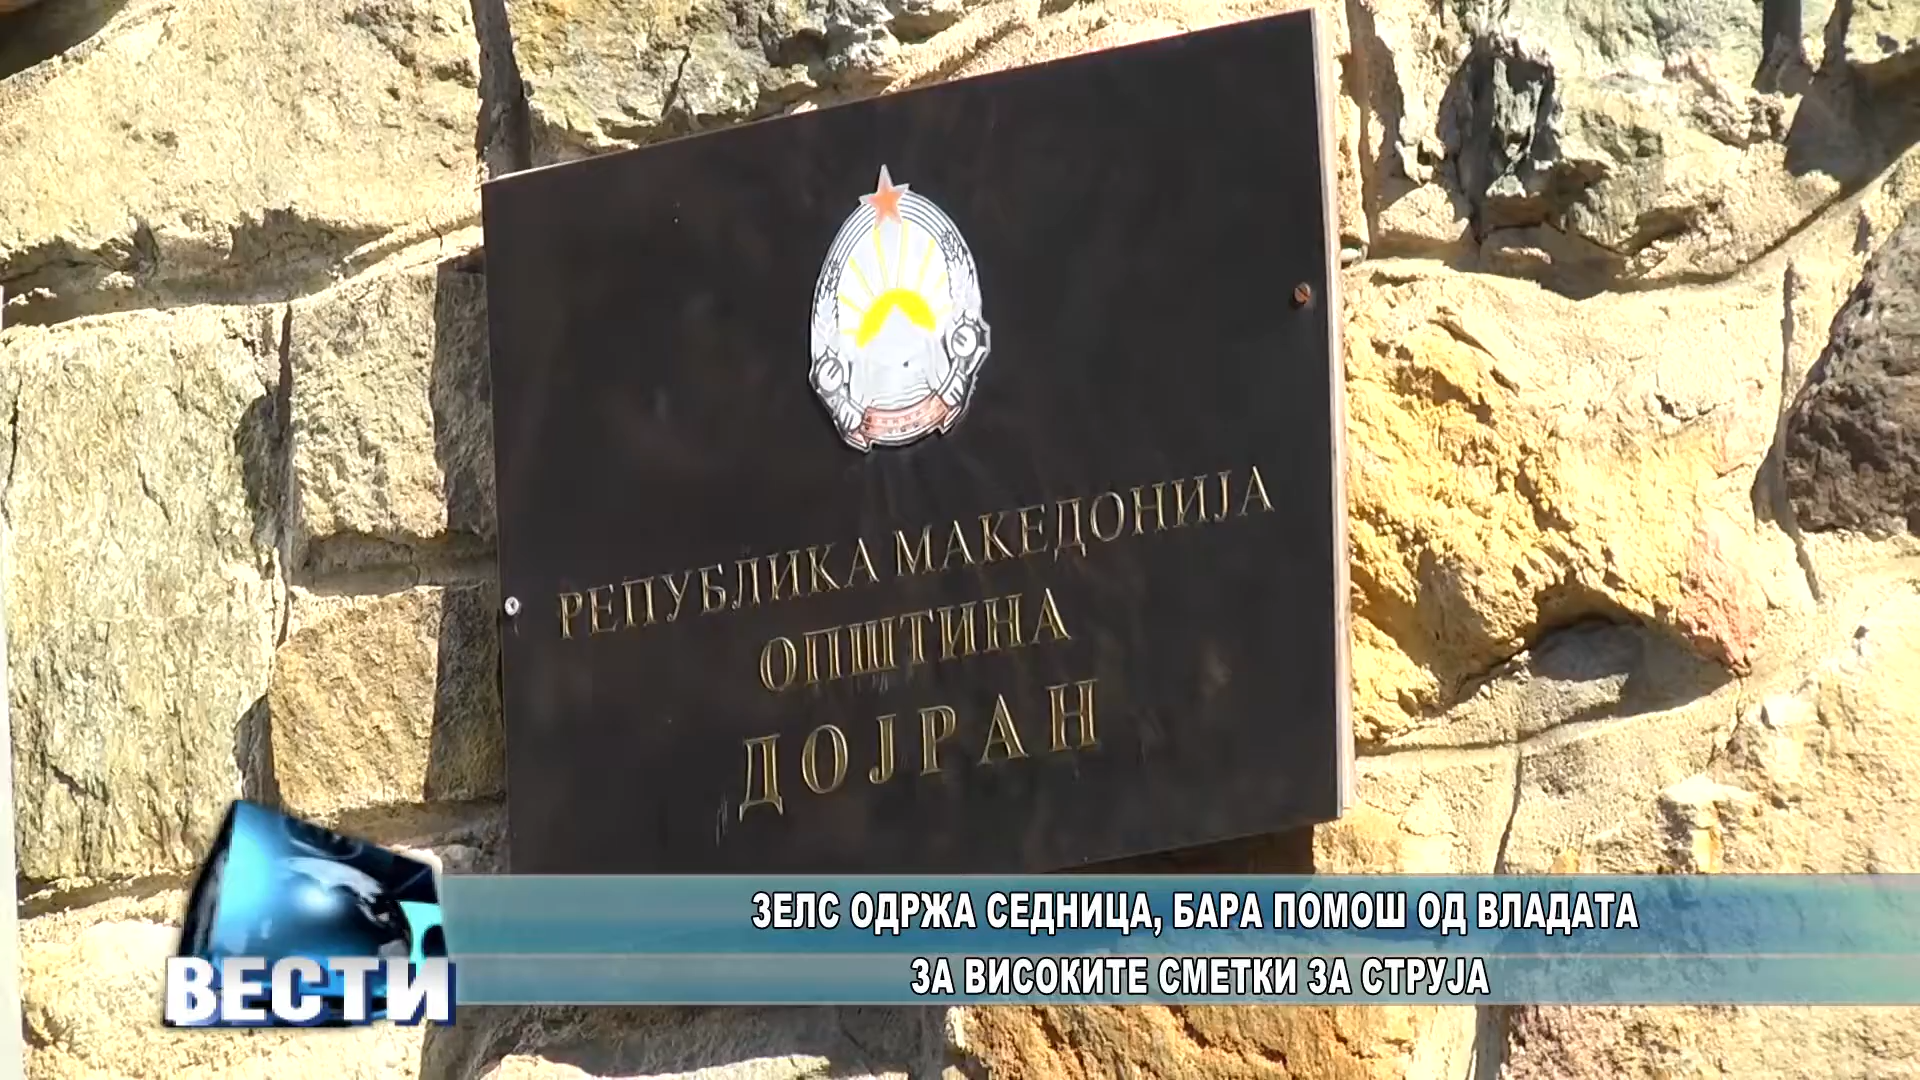 РЕПУБЛИКА МАКЕДОНИЈА
ОПШТИНА
ДОЈРАН
ЗЕЛС ОДРЖА СЕДНИЦА, БАРА ПОМОШ ОД ВЛАДАТА
ЗА ВИСОКИТЕ СМЕТКИ ЗА СТРУЈА
ВЕСТИ